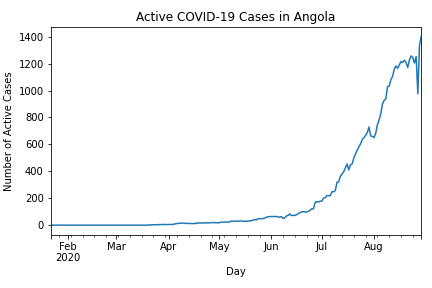 Active COVID-19 Cases in Angola
Number of Active Cases
1400
1200
1000
800
600
400
200
0
Feb Mar Apr May Jun Jul Aug
2020
Day